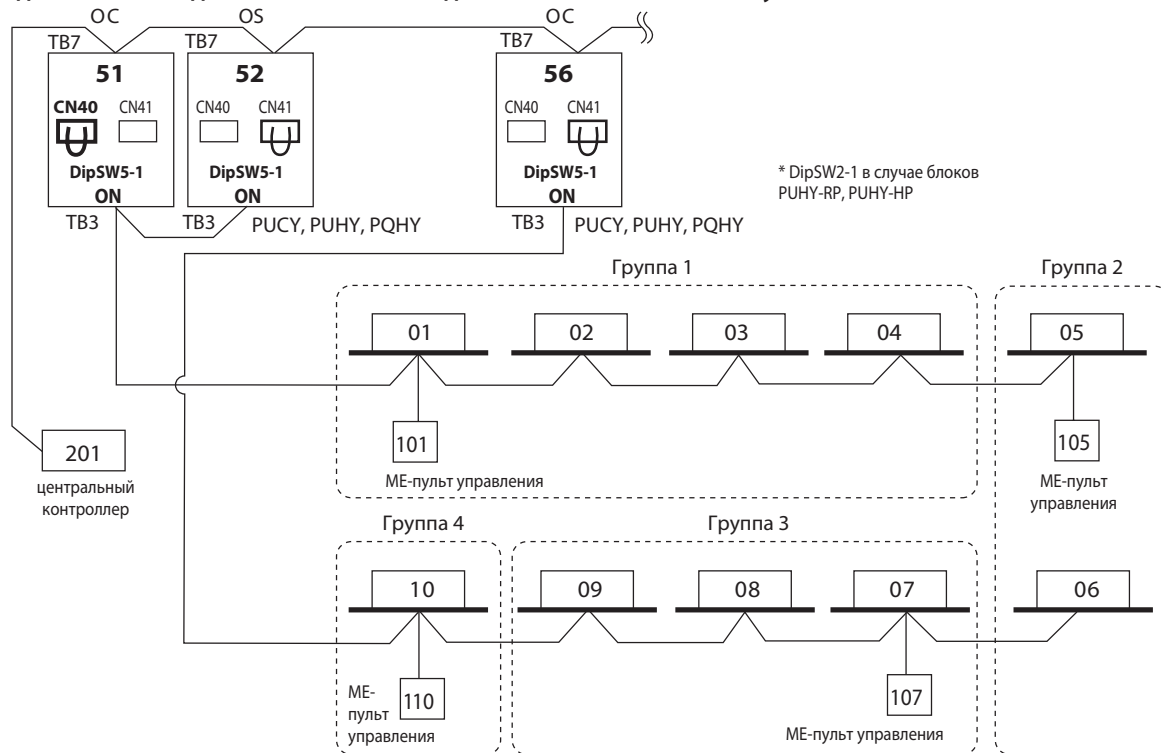 OC OS OC
TB7 TB7 TB7
51 52 56
CN40 CN41 CN40 CN41 CN40 CN41
DipSW5-1 DipSW5-1 DipSW5-1
ON ON ON
* DipSW2-1 в случае блоков
PUHY-RP, PUHY-HP
TB3 TB3 PUCY, PUHY, PQHY TB3 PUCY, PUHY, PQHY
Группа 1 Группа 2
01 02 03 04 05
201
центральный
контроллер
101
ME-пульт управления
105
ME-пульт
управления
Группа 4 Группа 3
10 09 08 07 06
ME-
пульт
управления
110
107
ME-пульт управления